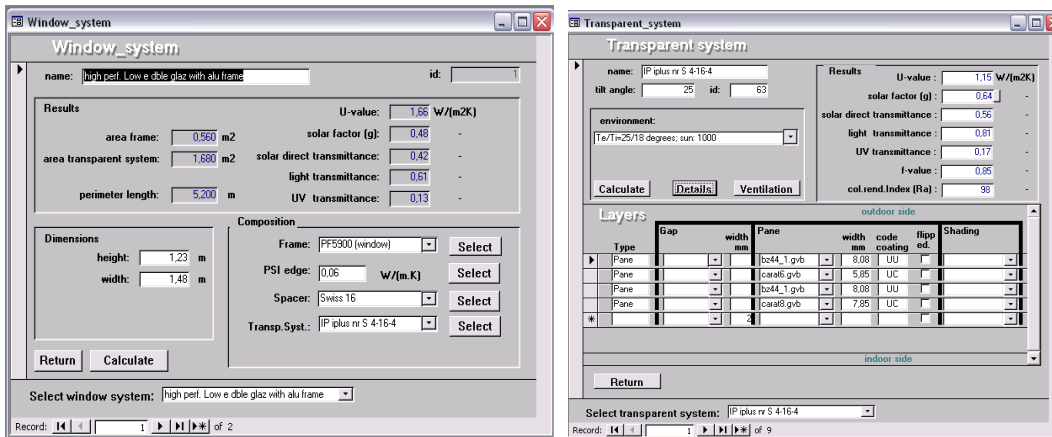 Window_system
Window_system
name: high perf. Low e dble glaz with alu frame id: 1
Results
U-value: 1,66 W/(m2K)
area frame: 0,560 m2 solar factor (g): 0,48 -
area transparent system: 1,680 m2 solar direct transmittance: 0,42 -
light transmittance: 0,61 -
perimeter length: 5,200 m UV transmittance: 0,13 -
Dimensions
height: 1,23 m
width: 1,48 m
Composition
Frame: PF5900 (window) Select
PSI edge: 0,06 W/(m.K) Select
Spacer: Swiss 16 Select
Transp.Syst.: IP iplus nr S 4-16-4 Select
Return Calculate
Select window system: high perf. Low e dble glaz with alu frame
Record: 1 of 2
Transparent_system
Transparent system
name: IP iplus nr S 4-16-4
tilt angle: 25 id: 63
environment:
Te/Ti=25/18 degrees; sun: 1000
Calculate Details Ventilation
Results
U-value : 1,15 W/(m2K)
solar factor (g) : 0,64 -
solar direct transmittance : 0,56 -
light transmittance : 0,81 -
UV transmittance : 0,17 -
f-value : 0,85 -
col.rend.Index (Ra) : 98 -
Layers
outdoor side
Type Gap width mm Pane width mm code coating flipp ed. Shading
Pane bz44_1.gvb 8,08 UU
Pane carat6.gvb 5,85 UC
Pane bz44_1.gvb 8,08 UU
Pane carat8.gvb 7,85 UC
2
indoor side
Return
Select transparent system: IP iplus nr S 4-16-4
Record: 1 of 9